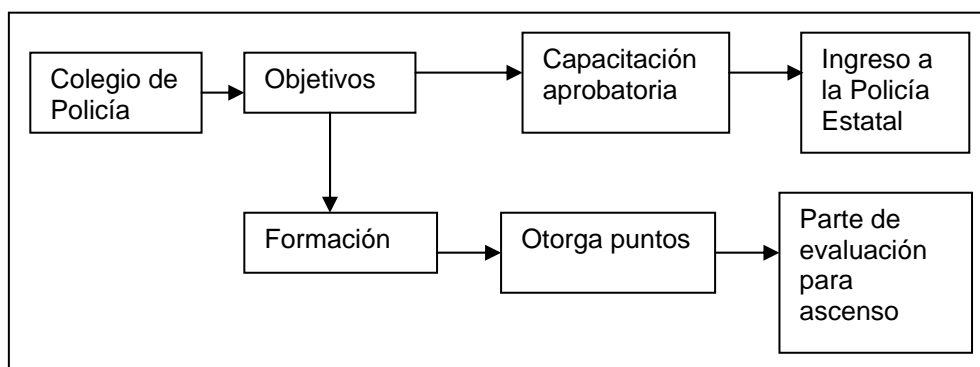 Colegio de
Policía
Objetivos
Capacitación
aprobatoria
Ingreso a
la Policía
Estatal
Formación
Otorga puntos
Parte de
evaluación
para
ascenso